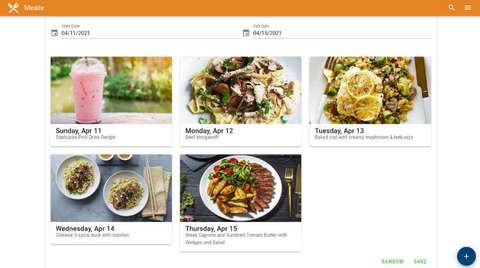 Mealie
Start Date
End Date
04/11/2021
04/15/2021
Sunday, Apr 11
Starbucks Pink Drink Recipe
Monday, Apr 12
Beef stroganoff
Tuesday, Apr 13
Baked cod with creamy mushroom & leek orzo
Wednesday, Apr 14
Chinese 5-spice duck with noodles
Thursday, Apr 15
Steak Gaucho and Sundried Tomato Butter with
Wedges and Salad
RANDOM
SAVE